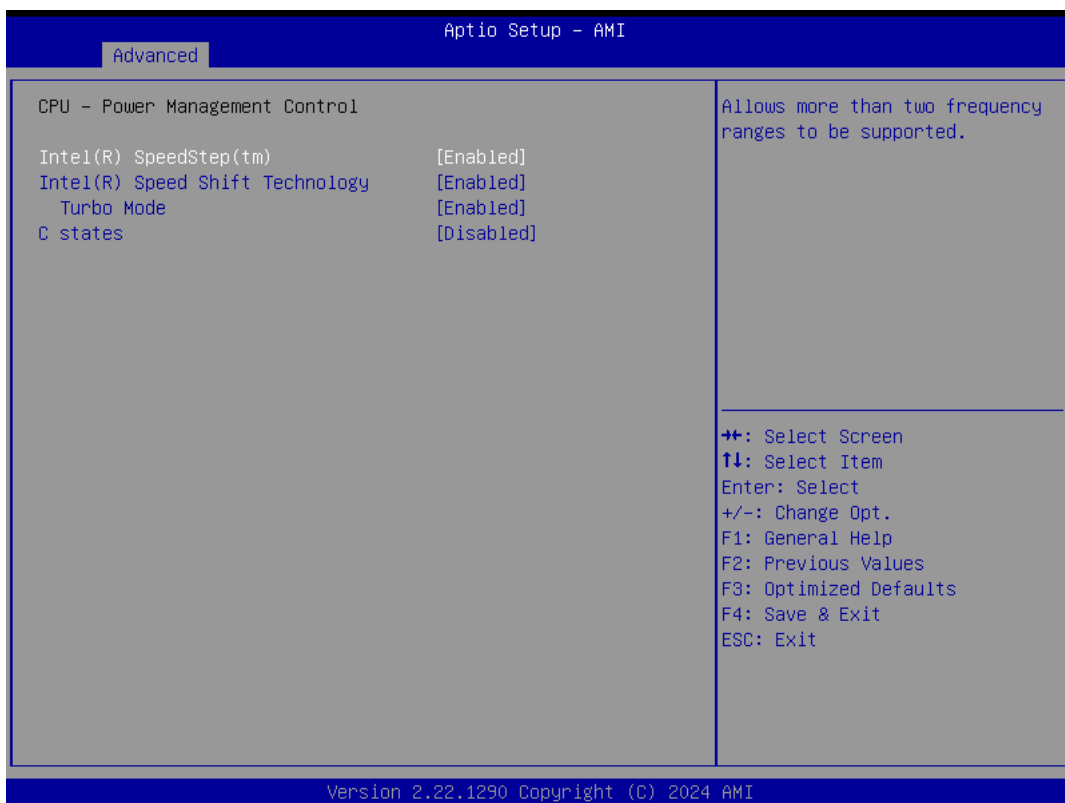 Aptio Setup – AMI
Advanced
CPU – Power Management Control
Intel(R) SpeedStep(tm) [Enabled]
Intel(R) Speed Shift Technology [Enabled]
Turbo Mode [Enabled]
C states [Disabled]
Allows more than two frequency
ranges to be supported.
→←: Select Screen
↑↓: Select Item
Enter: Select
+/-: Change Opt.
F1: General Help
F2: Previous Values
F3: Optimized Defaults
F4: Save & Exit
ESC: Exit
Version 2.22.1290 Copyright (C) 2024 AMI